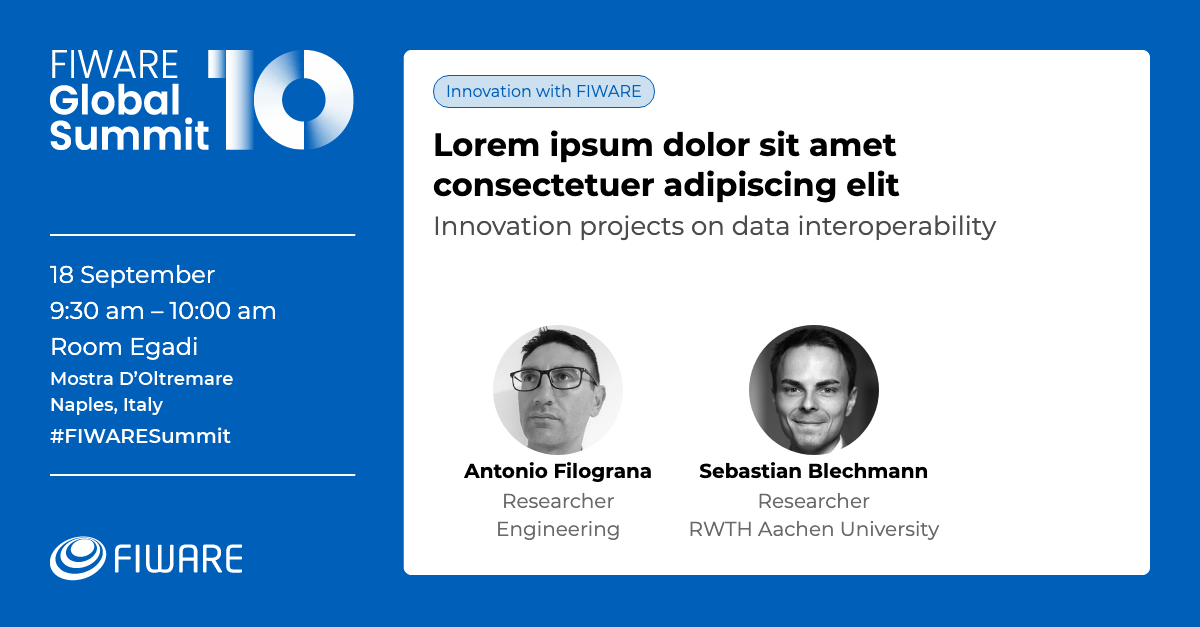 FIWARE
Global
Summit
10
18 September
9:30 am – 10:00 am
Room Egadi
Mostra D’Oltremare
Naples, Italy
#FIWARESummit
FIWARE
Innovation with FIWARE
Lorem ipsum dolor sit amet
consectetuer adipiscing elit
Innovation projects on data interoperability
Antonio Filograna
Researcher
Engineering
Sebastian Blechmann
Researcher
RWTH Aachen University